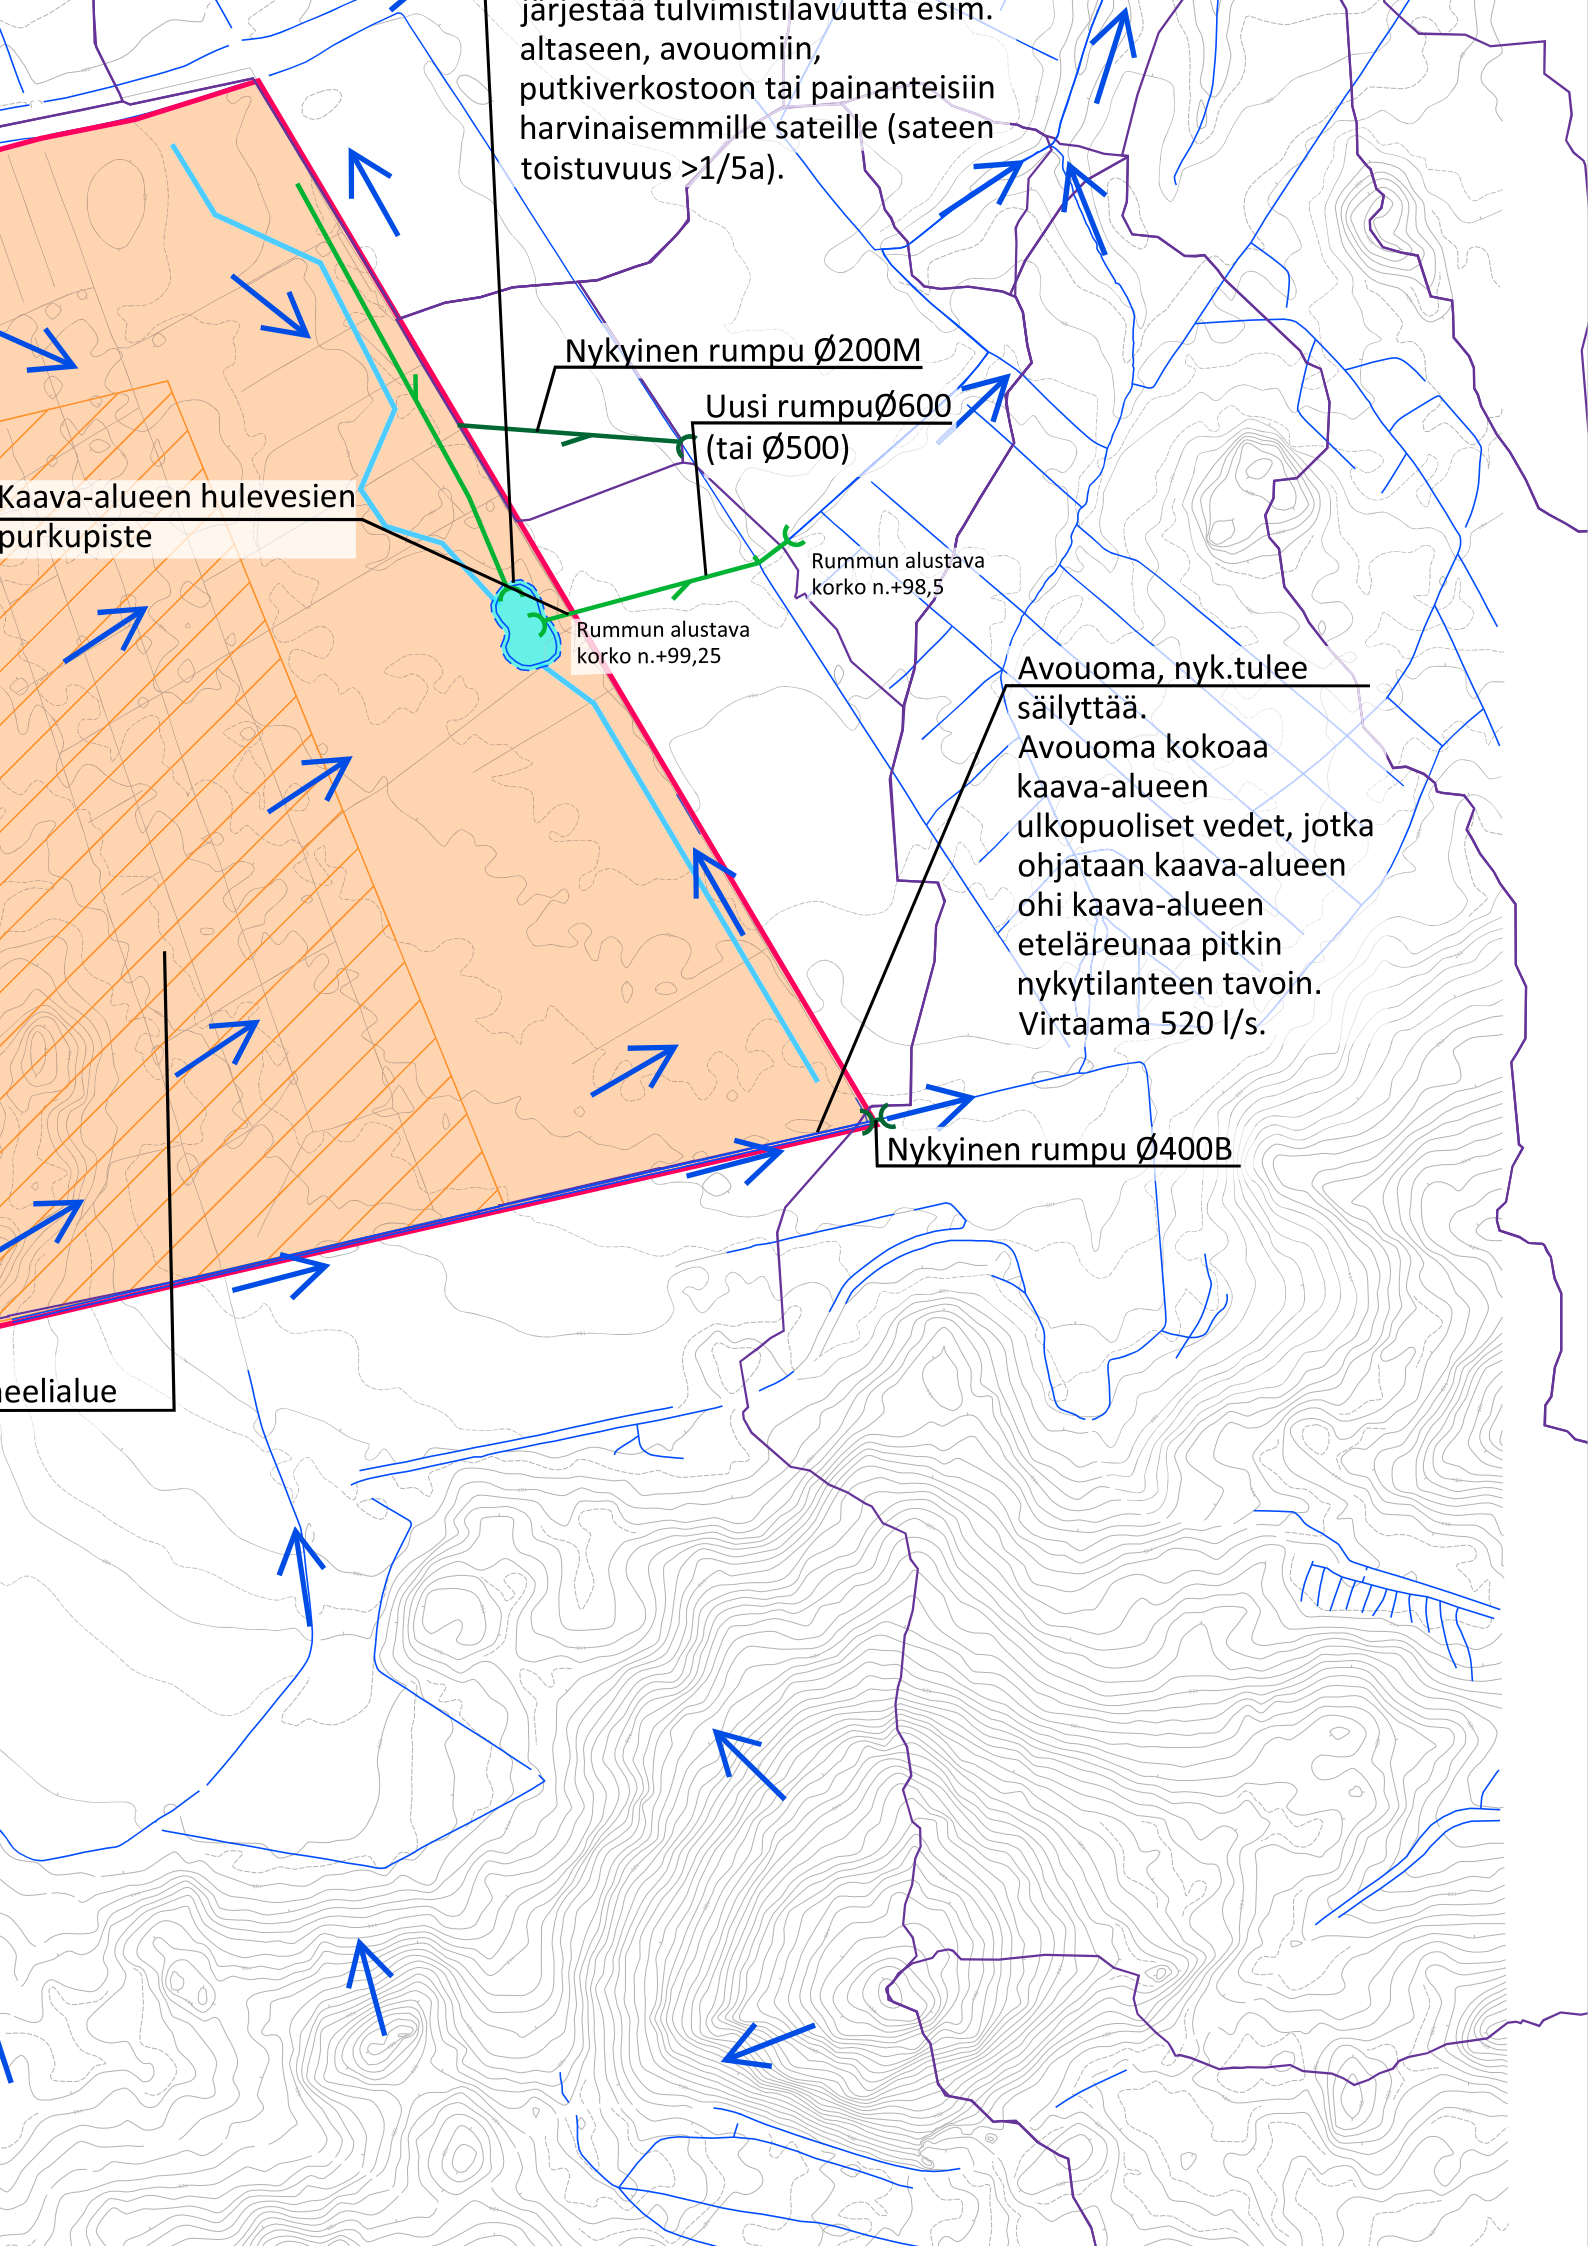 järjestää tulvimistilavuutta esim.
altaseen, avouomiin,
putkiverkostoon tai painanteisiin
harvinaisemmille sateille (sateen
toistuvuus >1/5a).
Nykyinen rumpu Ø200M
Uusi rumpuØ600
(tai Ø500)
Kaava-alueen hulevesien
purkupiste
Rummun alustava
korko n.+98,5
Rummun alustava
korko n.+99,25
Avouoma, nyk.tulee
säilyttää.
Avouoma kokoaa
kaava-alueen
ulkopuoliset vedet, jotka
ohjataan kaava-alueen
ohi kaava-alueen
eteläreunaa pitkin
nykytilanteen tavoin.
Virtaama 520 l/s.
Nykyinen rumpu Ø400B
eelialue